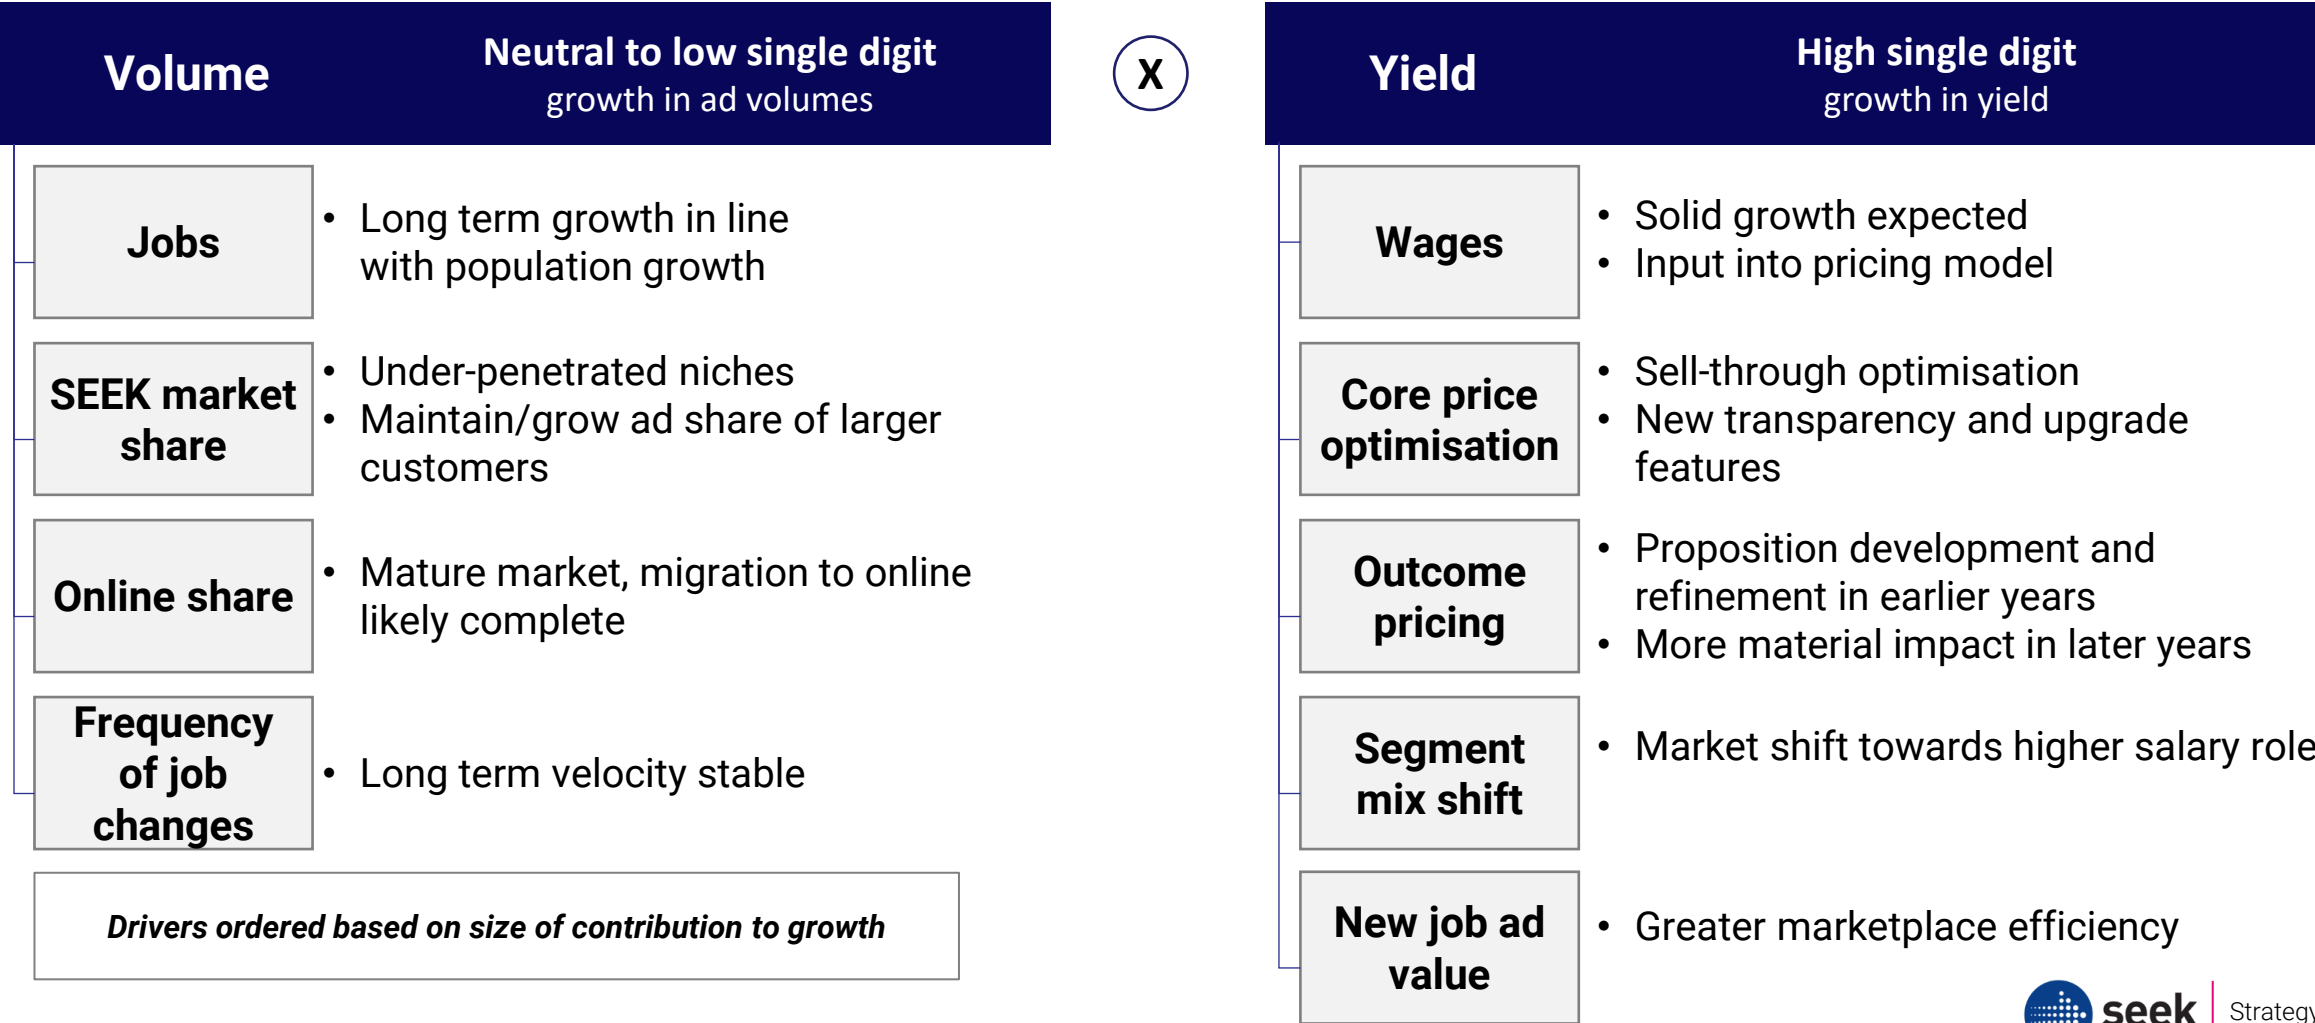 Volume
Neutral to low single digit
growth in ad volumes
X
Yield
High single digit
growth in yield
Jobs
• Long term growth in line
with population growth
SEEK market
share
• Under-penetrated niches
• Maintain/grow ad share of larger
customers
Online share
• Mature market, migration to online
likely complete
Frequency
of job
changes
• Long term velocity stable
Drivers ordered based on size of contribution to growth
Wages
• Solid growth expected
• Input into pricing model
Core price
optimisation
• Sell-through optimisation
• New transparency and upgrade
features
Outcome
pricing
• Proposition development and
refinement in earlier years
• More material impact in later years
Segment
mix shift
• Market shift towards higher salary role
New job ad
value
• Greater marketplace efficiency
seek
Strategy